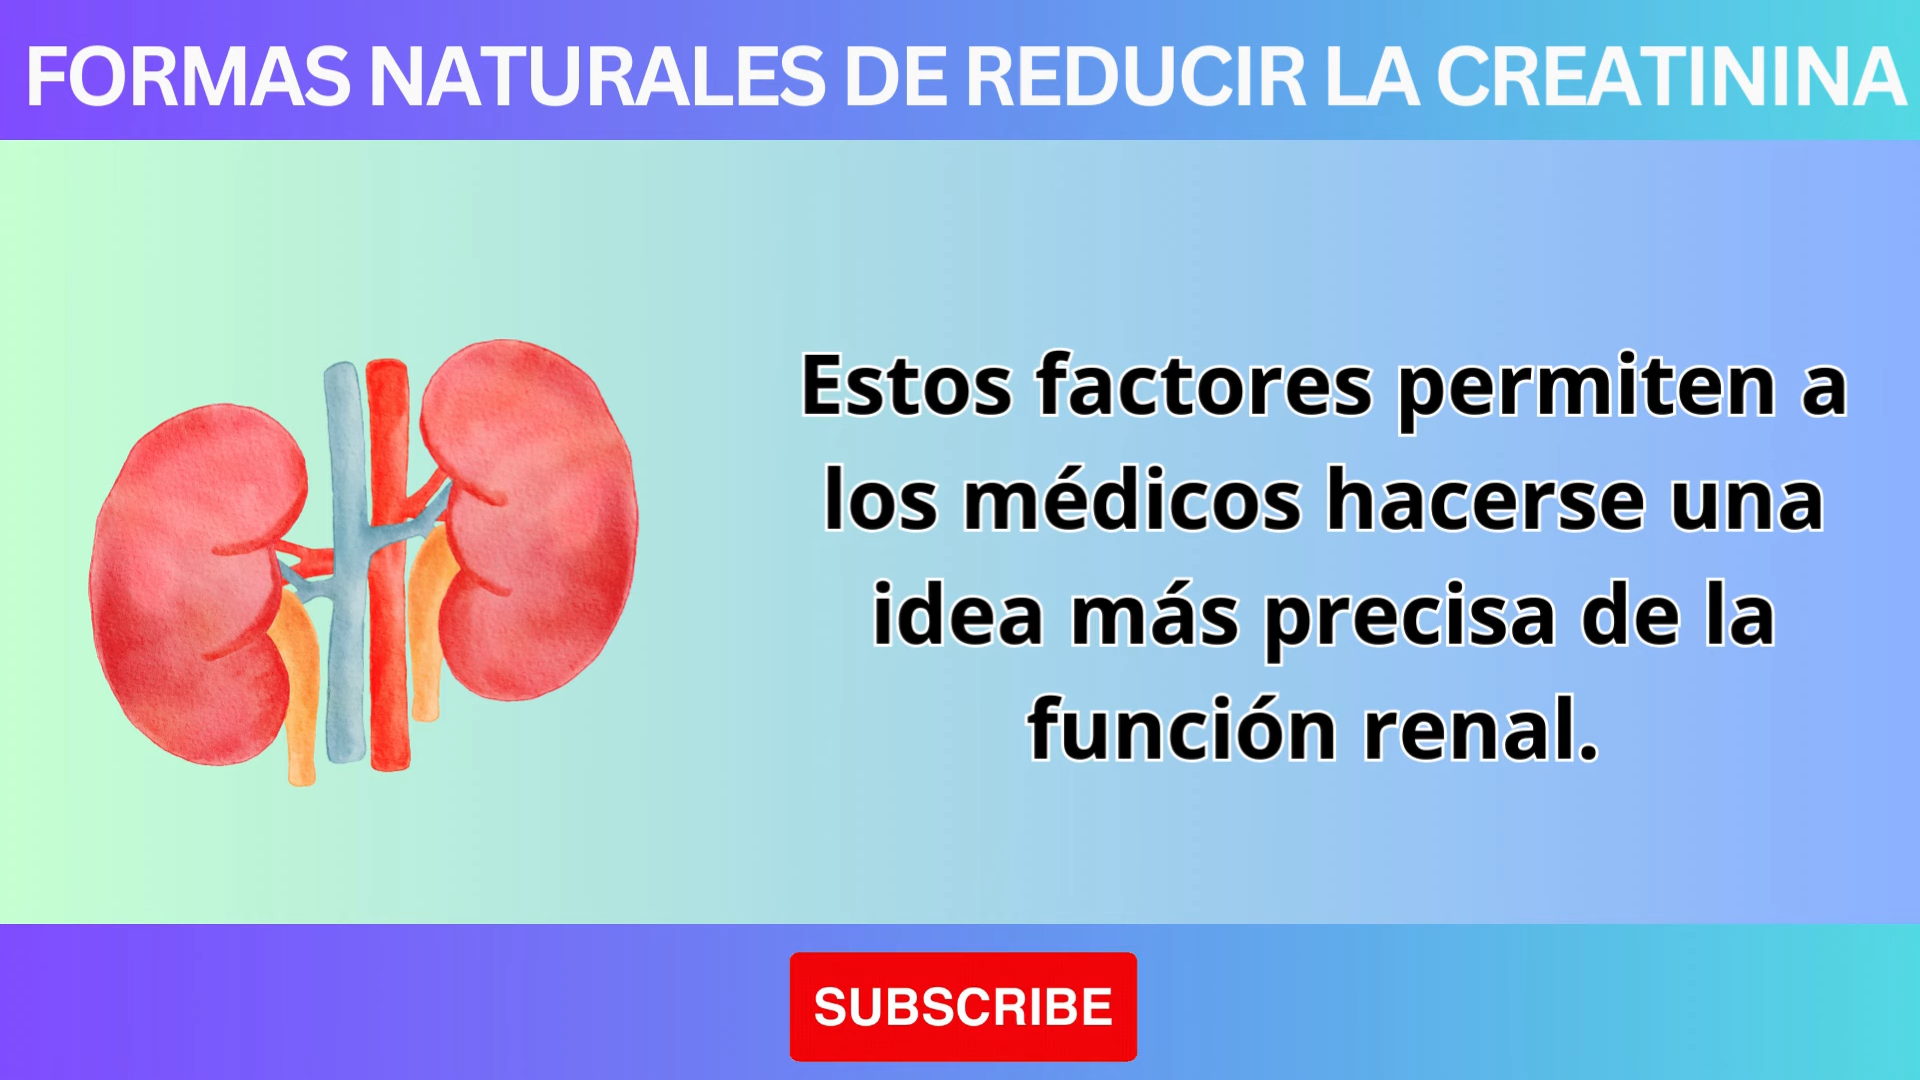 FORMAS NATURALES DE REDUCIR LA CREATININA
Estos factores permiten a
los médicos hacerse una
idea más precisa de la
función renal.
SUBSCRIBE